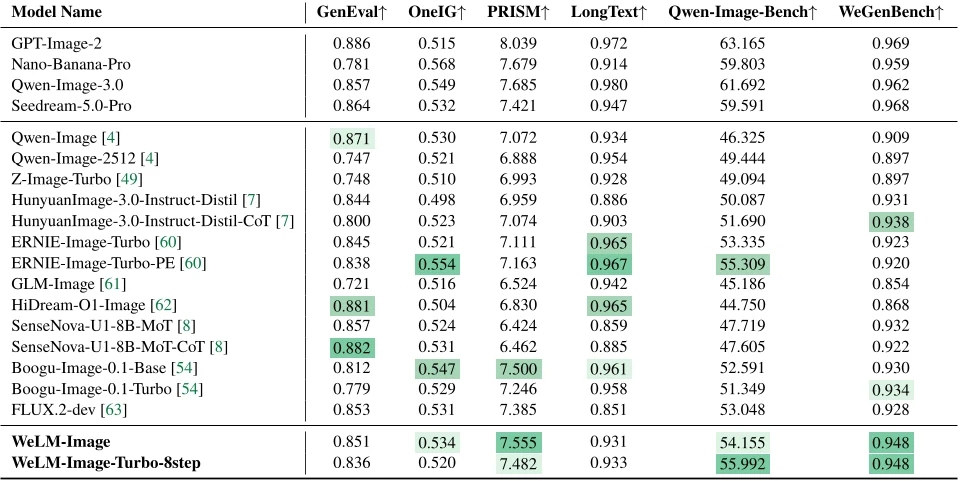 Model Name GenEval↑ OneIG↑ PRISM↑ LongText↑ Qwen-Image-Bench↑ WeGenBench↑
GPT-Image-2 0.886 0.515 8.039 0.972 63.165 0.969
Nano-Banana-Pro 0.781 0.568 7.679 0.914 59.803 0.959
Qwen-Image-3.0 0.857 0.549 7.685 0.980 61.692 0.962
Seedream-5.0-Pro 0.864 0.532 7.421 0.947 59.591 0.968
Qwen-Image [4] 0.871 0.530 7.072 0.934 46.325 0.909
Qwen-Image-2512 [4] 0.747 0.521 6.888 0.954 49.444 0.897
Z-Image-Turbo [49] 0.748 0.510 6.993 0.928 49.094 0.897
HunyuanImage-3.0-Instruct-Distil [7] 0.844 0.498 6.959 0.886 50.087 0.931
HunyuanImage-3.0-Instruct-Distil-CoT [7] 0.800 0.523 7.074 0.903 51.690 0.938
ERNIE-Image-Turbo [60] 0.845 0.521 7.111 0.965 53.335 0.923
ERNIE-Image-Turbo-PE [60] 0.838 0.554 7.163 0.967 55.309 0.920
GLM-Image [61] 0.721 0.516 6.524 0.942 45.186 0.854
HiDream-O1-Image [62] 0.881 0.504 6.830 0.965 44.750 0.868
SenseNova-U1-8B-MoT [8] 0.857 0.524 6.424 0.859 47.719 0.932
SenseNova-U1-8B-MoT-CoT [8] 0.882 0.531 6.462 0.885 47.605 0.922
Boogu-Image-0.1-Base [54] 0.812 0.547 7.500 0.961 52.591 0.930
Boogu-Image-0.1-Turbo [54] 0.779 0.529 7.246 0.958 51.349 0.934
FLUX.2-dev [63] 0.853 0.531 7.385 0.851 53.048 0.928
WeLM-Image 0.851 0.534 7.555 0.931 54.155 0.948
WeLM-Image-Turbo-8step 0.836 0.520 7.482 0.933 55.992 0.948